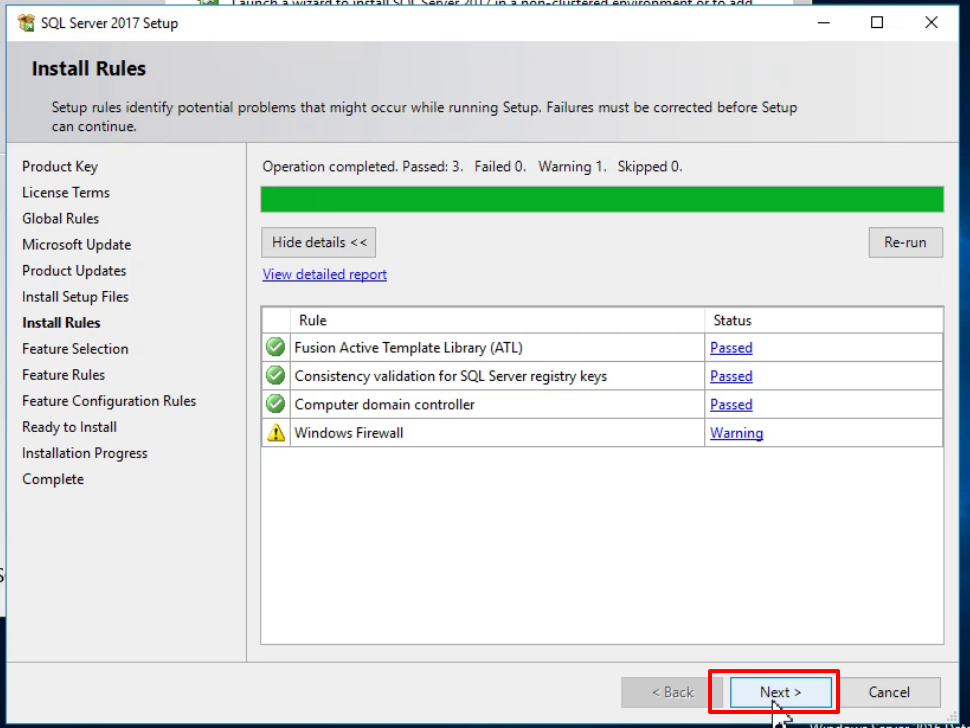 Launch a wizard to install SQL Server 2017 in a non-clustered environment or to add
SQL Server 2017 Setup
Install Rules
Setup rules identify potential problems that might occur while running Setup. Failures must be corrected before Setup
can continue.
Product Key
License Terms
Global Rules
Microsoft Update
Product Updates
Install Setup Files
Install Rules
Feature Selection
Feature Rules
Feature Configuration Rules
Ready to Install
Installation Progress
Complete
Operation completed. Passed: 3. Failed 0. Warning 1. Skipped 0.
Hide details <<
Re-run
View detailed report
Rule Status
Fusion Active Template Library (ATL) Passed
Consistency validation for SQL Server registry keys Passed
Computer domain controller Passed
Windows Firewall Warning
< Back
Next >
Cancel